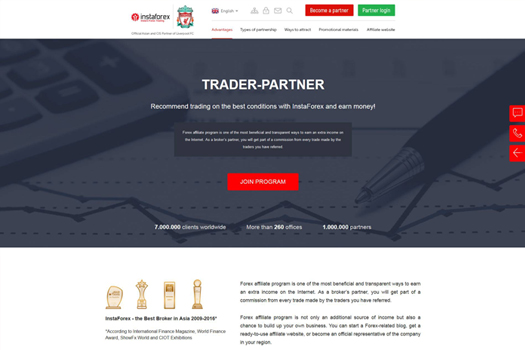 instaforex
Instant Forex Trading
English
Become a partner
Partner login
Official Asian and CIS Partner of Liverpool FC
Advantages
Types of partnership
Ways to attract
Promotional materials
Affiliate website
TRADER-PARTNER
Recommend trading on the best conditions with InstaForex and earn money!
Forex affiliate program is one of the most beneficial and transparent ways to earn an extra income on
the Internet. As a broker's partner, you will get part of a commission from every trade made by the
traders you have referred.
JOIN PROGRAM
7.000.000 clients worldwide
More than 260 offices
1.000.000 partners
InstaForex - the Best Broker in Asia 2009-2016*
*According to International Finance Magazine, World Finance
Award, ShowFx World and CIOT Exhibitions
Forex affiliate program is one of the most beneficial and transparent ways to earn
an extra income on the Internet. As a broker's partner, you will get part of a
commission from every trade made by the traders you have referred.
Forex affiliate program is not only an additional source of income but also a
chance to build up your own business. You can start a Forex-related blog, get a
ready-to-use affiliate website, or become an official representative of the company
in your region.